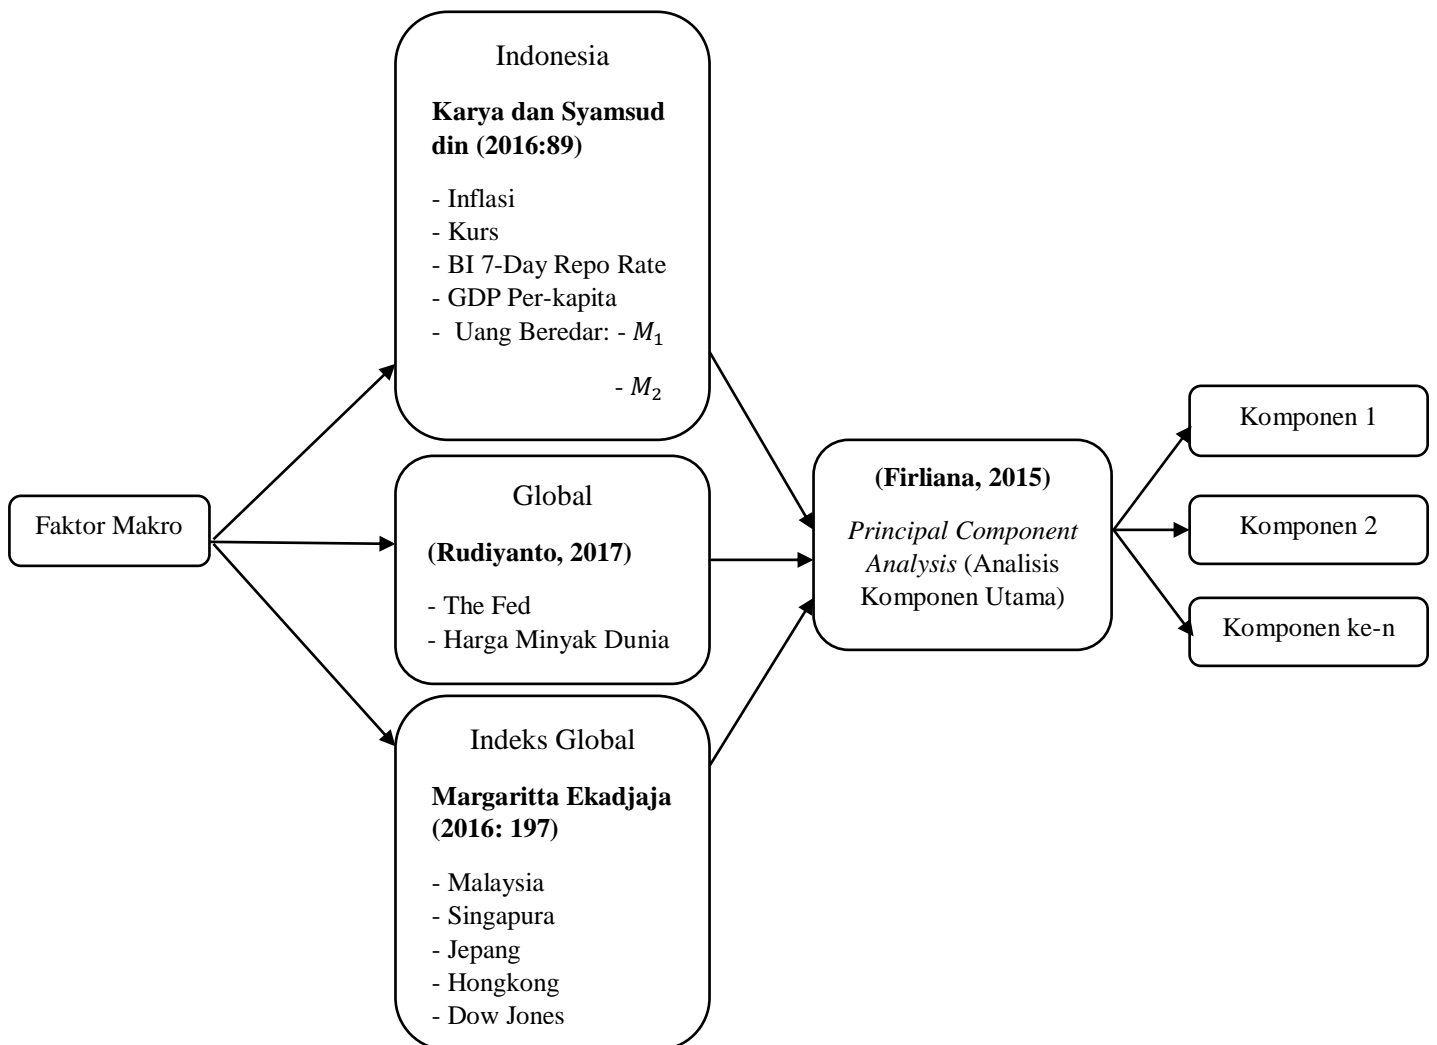 Faktor Makro
Indonesia
Karya dan Syamsud
din (2016:89)
- Inflasi
- Kurs
- BI 7-Day Repo Rate
- GDP Per-kapita
- Uang Beredar: - M₁
- M₂
Global
(Rudiyanto, 2017)
- The Fed
- Harga Minyak Dunia
Indeks Global
Margaritta Ekadjaja
(2016: 197)
- Malaysia
- Singapura
- Jepang
- Hongkong
- Dow Jones
(Firliana, 2015)
Principal Component
Analysis (Analisis
Komponen Utama)
Komponen 1
Komponen 2
Komponen ke-n